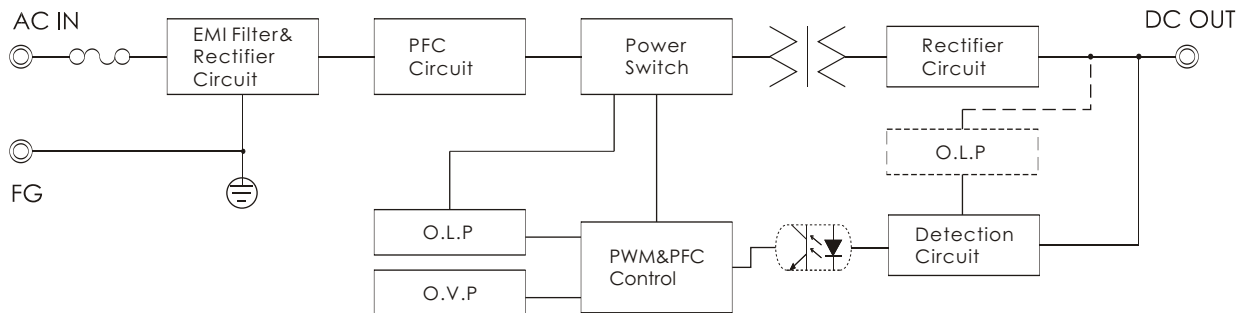 AC IN
DC OUT
EMI Filter&
Rectifier
Circuit
PFC
Circuit
Power
Switch
Rectifier
Circuit
O.L.P
FG
O.L.P
PWM&PFC
Control
Detection
Circuit
O.V.P